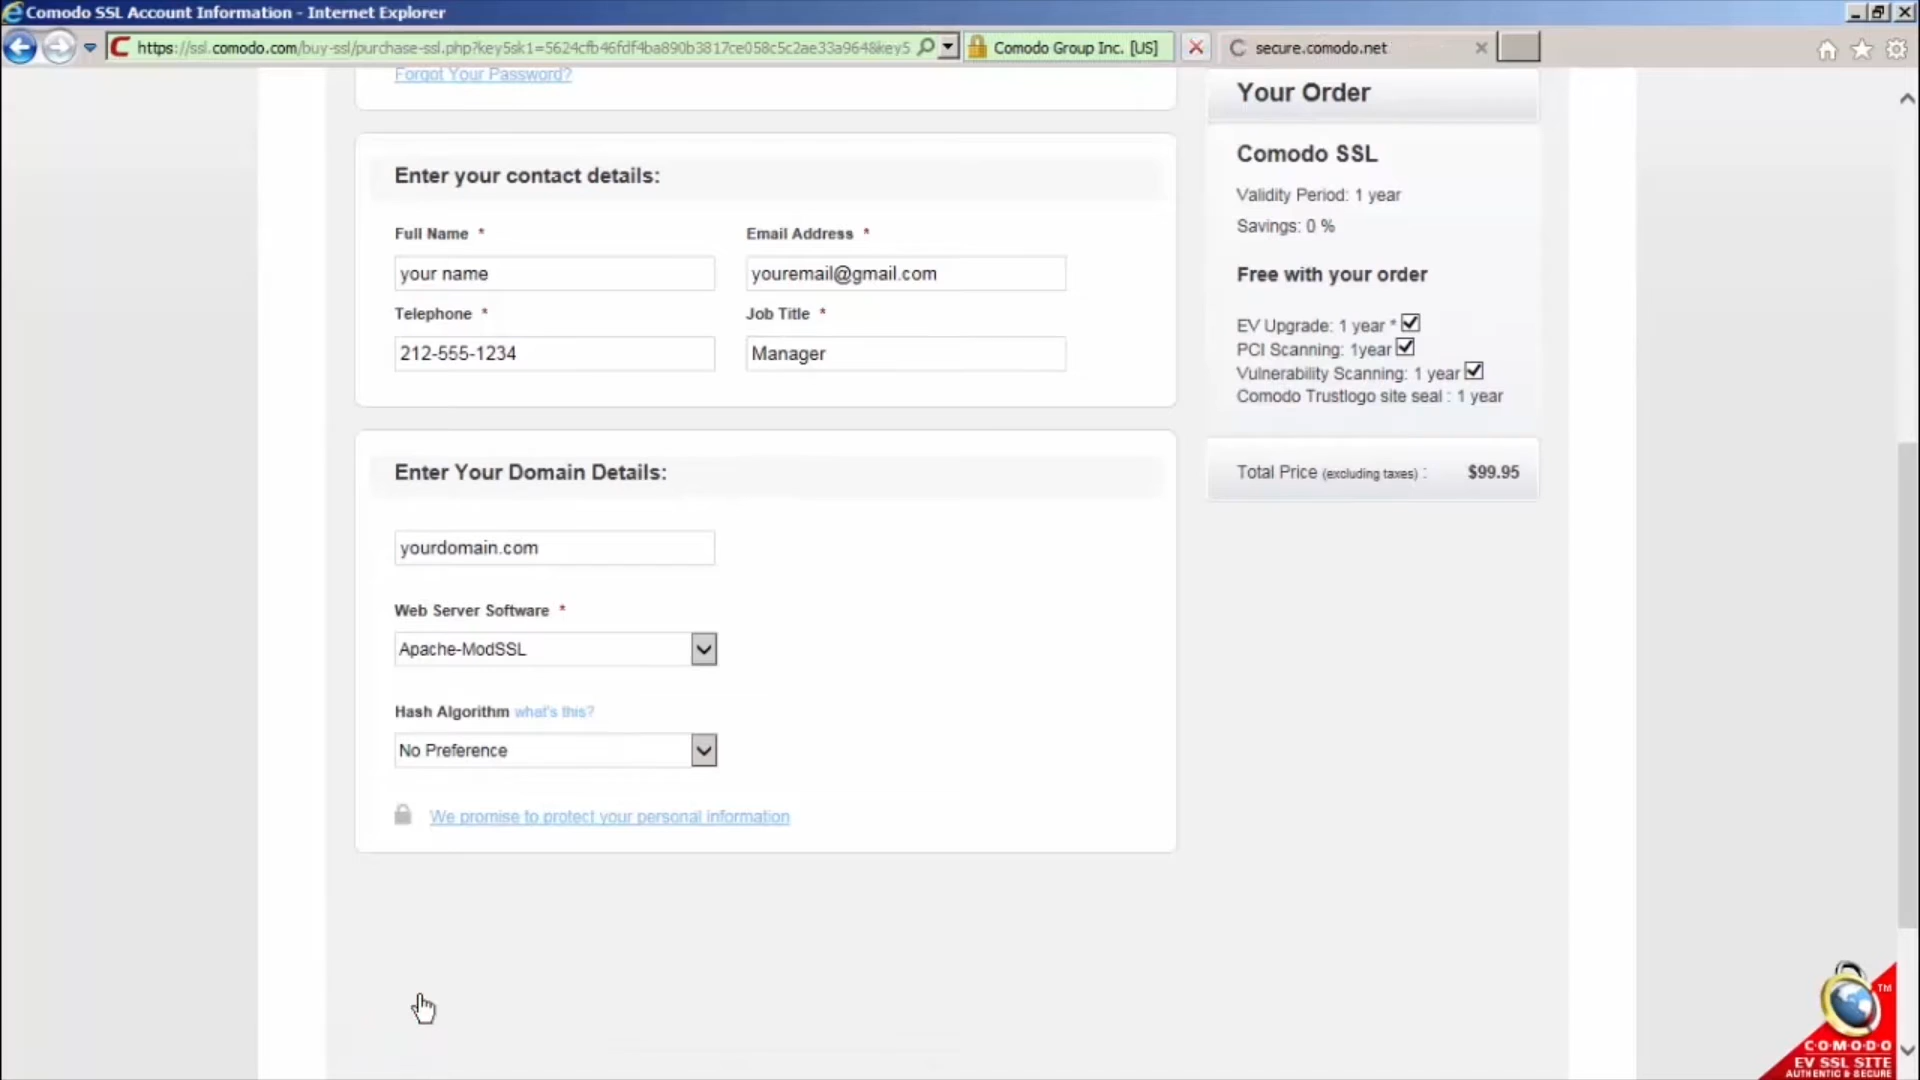 Comodo SSL Account Information - Internet Explorer
https://ssl.comodo.com/buy-ssl/purchase-ssl.php?key5sk1=5624cfb46fdf4ba890b3817ce058c5c2ae33a964&key5
Comodo Group Inc. [US]
secure.comodo.net
Forgot Your Password?
Enter your contact details:
Full Name *
Email Address *
your name
youremail@gmail.com
Telephone *
Job Title *
212-555-1234
Manager
Enter Your Domain Details:
yourdomain.com
Web Server Software *
Apache-ModSSL
Hash Algorithm what's this?
No Preference
We promise to protect your personal information
Your Order
Comodo SSL
Validity Period: 1 year
Savings: 0 %
Free with your order
EV Upgrade: 1 year *
PCI Scanning: 1year
Vulnerability Scanning: 1 year
Comodo Trustlogo site seal : 1 year
Total Price (excluding taxes) : $99.95
TM
C·O·M·O·D·O
EV SSL SITE
AUTHENTIC & SECURE